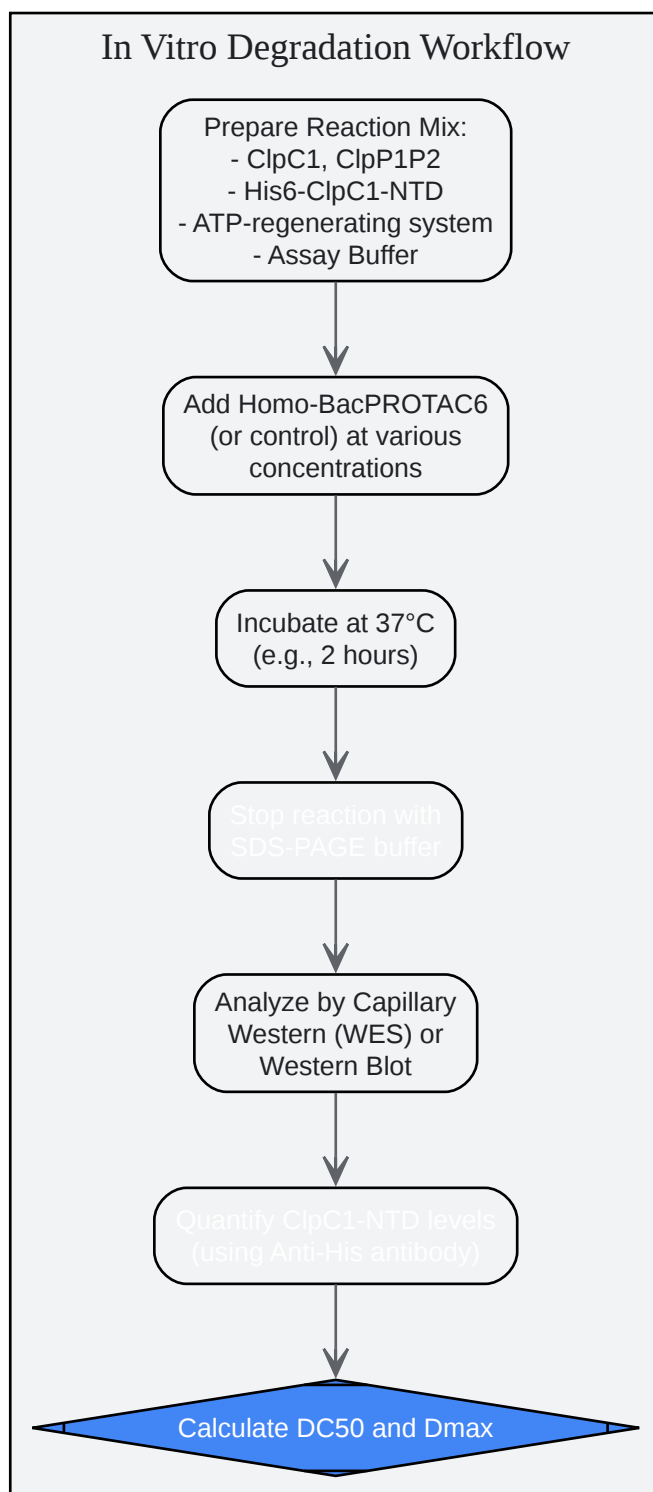 In Vitro Degradation Workflow
Prepare Reaction Mix:
- ClpC1, ClpP1P2
- His6-ClpC1-NTD
- ATP-regenerating system
- Assay Buffer
Add Homo-BacPROTAC6
(or control) at various
concentrations
Incubate at 37°C
(e.g., 2 hours)
Stop reaction with
SDS-PAGE buffer
Analyze by Capillary
Western (WES) or
Western Blot
Quantify ClpC1-NTD levels
(using Anti-His antibody)
Calculate DC50 and Dmax